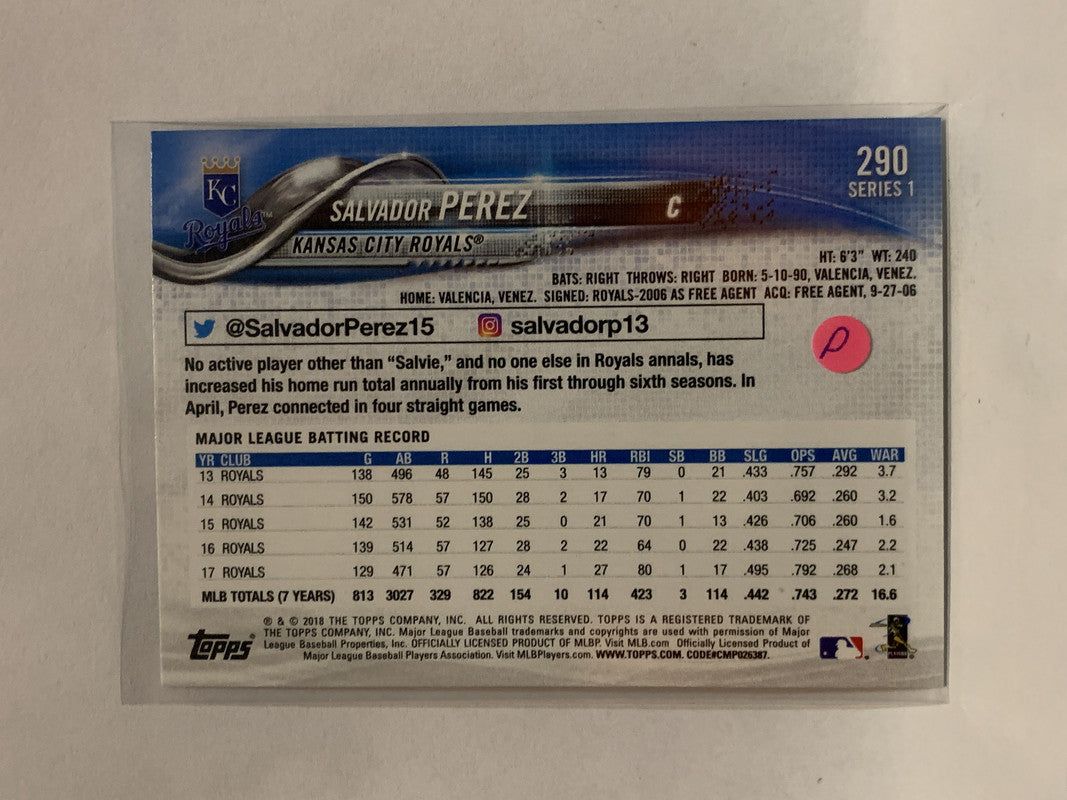 290
SERIES 1
KC
Royals™
SALVADOR PEREZ C
KANSAS CITY ROYALS®
HT: 6'3" WT: 240
BATS: RIGHT THROWS: RIGHT BORN: 5-10-90, VALENCIA, VENEZ.
HOME: VALENCIA, VENEZ. SIGNED: ROYALS-2006 AS FREE AGENT ACQ: FREE AGENT, 9-27-06
@SalvadorPerez15 salvadorp13
P
No active player other than “Salvie,” and no one else in Royals annals, has
increased his home run total annually from his first through sixth seasons. In
April, Perez connected in four straight games.
MAJOR LEAGUE BATTING RECORD
YR CLUB G AB R H 2B 3B HR RBI SB BB SLG OPS AVG WAR
13 ROYALS 138 496 48 145 25 3 13 79 0 21 .433 .757 .292 3.7
14 ROYALS 150 578 57 150 28 2 17 70 1 22 .403 .692 .260 3.2
15 ROYALS 142 531 52 138 25 0 21 70 1 13 .426 .706 .260 1.6
16 ROYALS 139 514 57 127 28 2 22 64 0 22 .438 .725 .247 2.2
17 ROYALS 129 471 57 126 24 1 27 80 1 17 .495 .792 .268 2.1
MLB TOTALS (7 YEARS) 813 3027 329 822 154 10 114 423 3 114 .442 .743 .272 16.6
Topps®
® & © 2018 THE TOPPS COMPANY, INC. ALL RIGHTS RESERVED. TOPPS IS A REGISTERED TRADEMARK OF
THE TOPPS COMPANY, INC. Major League Baseball trademarks and copyrights are used with permission of Major
League Baseball Properties, Inc. OFFICIALLY LICENSED PRODUCT OF MLBP. Visit MLB.com Officially Licensed Product of
Major League Baseball Players Association. Visit MLBPlayers.com. WWW.TOPPS.COM. CODE#CMP026387.